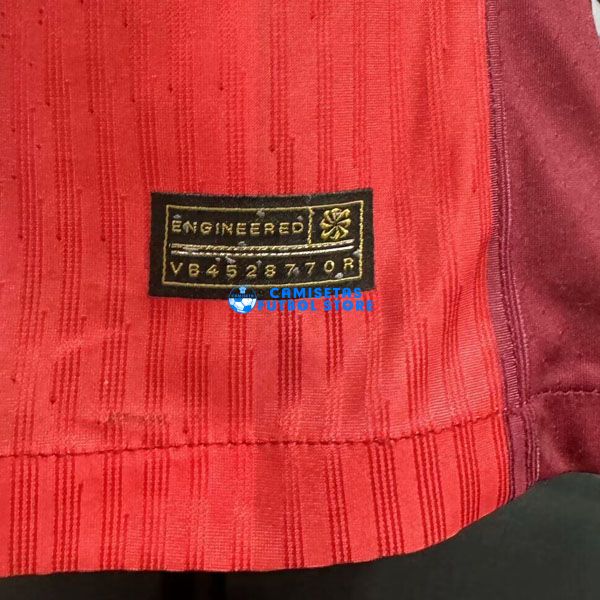 ENGINEERED
VB4528770R
CAMISETAS
FUTBOL STORE